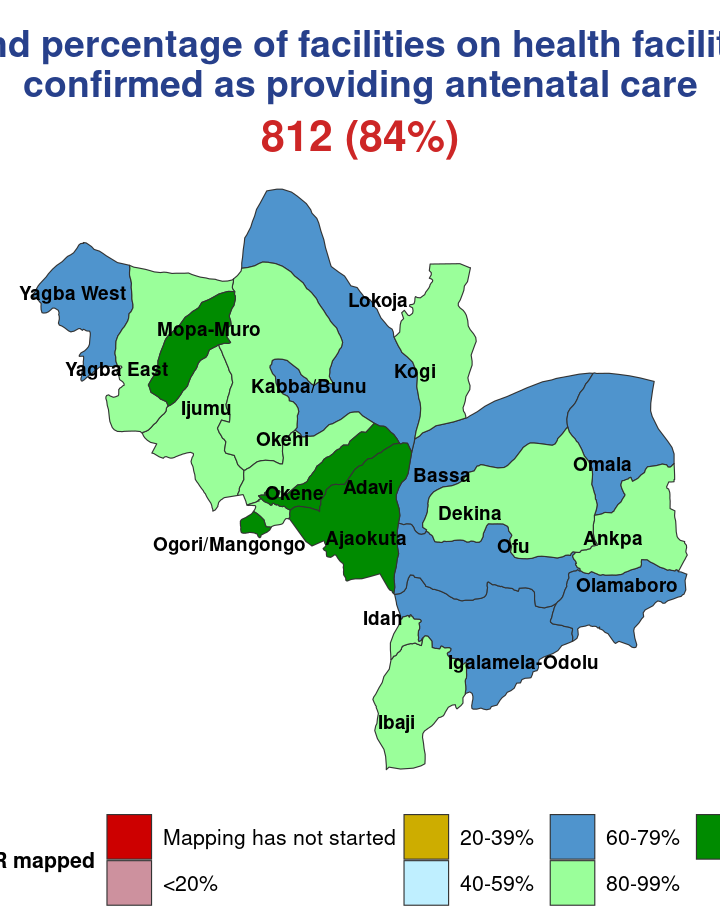 percentage of facilities on health
confirmed as providing antenatal care
812 (84%)
Yagba West
Lokoja
Mopa-Muro
Yagba East
Kogi
Kabba/Bunu
Ijumu
Okehi
Omala
Bassa
Adavi
Okene
Dekina
Ajaokuta
Ankpa
Ogori/Mangongo
Ofu
Olamaboro
Idah
Igalamela-Odolu
Ibaji
Mapping has not started
20-39%
60-79%
mapped
<20%
40-59%
80-99%